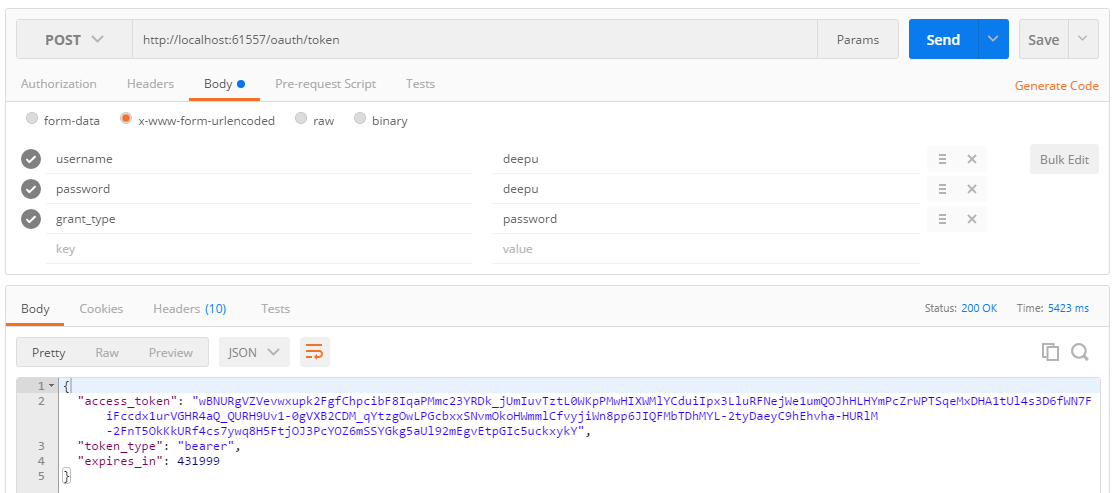 POST http://localhost:61557/oauth/token Params Send Save
Authorization Headers Body Pre-request Script Tests Generate Code
form-data x-www-form-urlencoded raw binary
username deepu Bulk Edit
password deepu
grant_type password
key value
Body Cookies Headers (10) Tests Status: 200 OK Time: 5423 ms
Pretty Raw Preview JSON
1 {
2 "access_token": "wBNURgVZVevwxupk2FgfChpcibF8IqaPMmc23YRDk_jUmIuvTztL0WKpPMwHIXWMlYCduiIpx3LluRFNejWe1umQOJhHLHYmPcZrWPTSqeMxDHA1tUl4s3D6fWN7F
iFccdx1urVGHR4aQ_QURH9Uv1-0gVXB2CDM_qYtzgOwLPGcbxxSNvmOkoHWmmlCfvyjiWn8pp6JIQFMbTDhMYL-2tyDaeyC9hEhvha-HURlM
-2FnT5OkKkURf4cs7ywq8H5FtjOJ3PcYOZ6mSSYGkg5aUl92mEgvEtpGIc5uckxykY",
3 "token_type": "bearer",
4 "expires_in": 431999
5 }